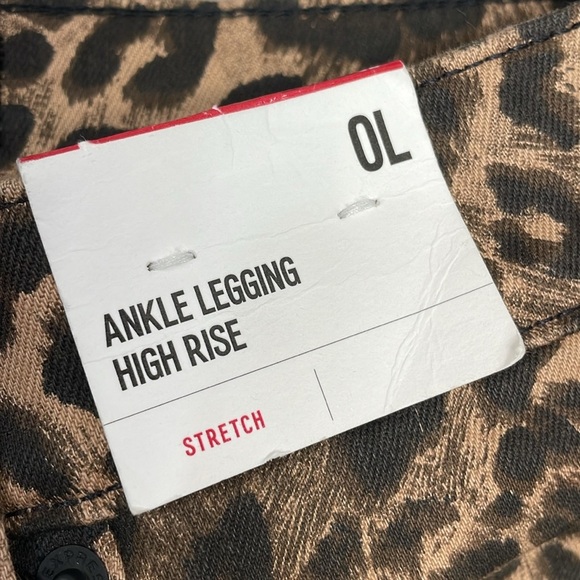 0L
ANKLE LEGGING
HIGH RISE
STRETCH